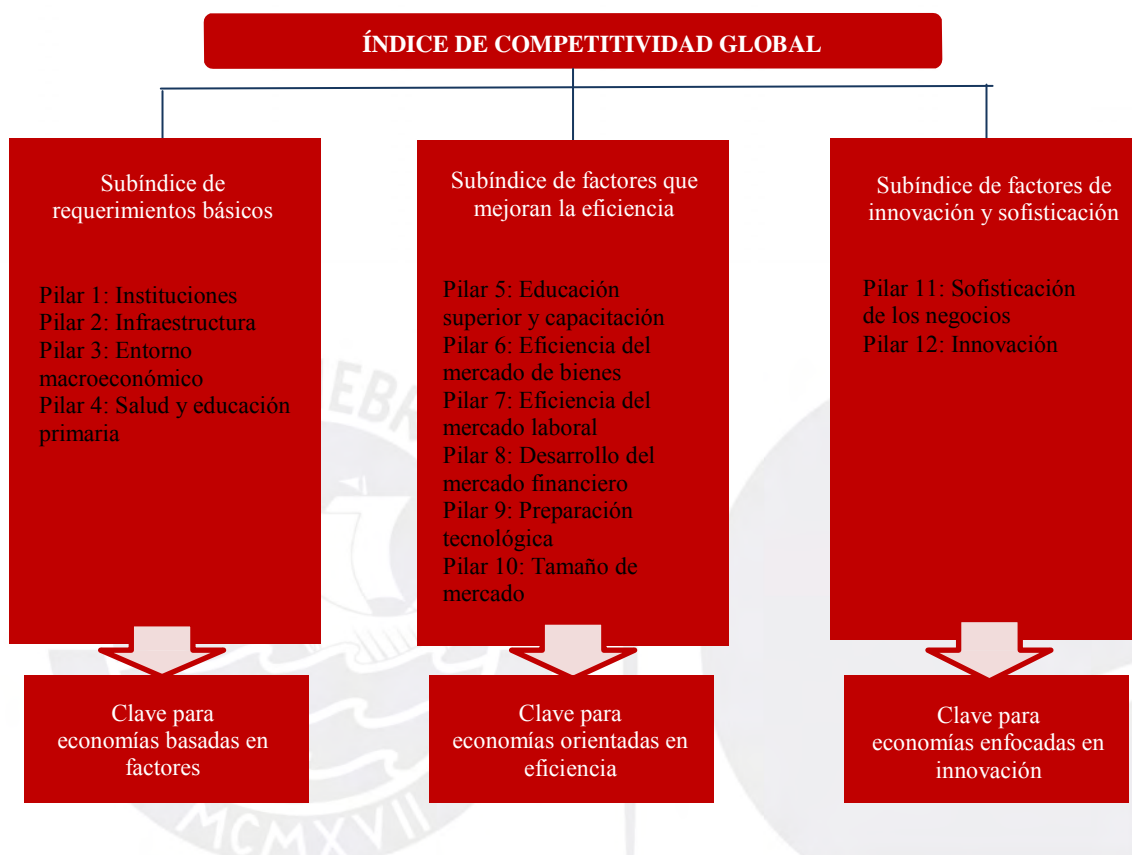 ÍNDICE DE COMPETITIVIDAD GLOBAL
Subíndice de
requerimientos básicos
Pilar 1: Instituciones
Pilar 2: Infraestructura
Pilar 3: Entorno
macroeconómico
Pilar 4: Salud y educación
primaria
Subíndice de factores que
mejoran la eficiencia
Pilar 5: Educación
superior y capacitación
Pilar 6: Eficiencia del
mercado de bienes
Pilar 7: Eficiencia del
mercado laboral
Pilar 8: Desarrollo del
mercado financiero
Pilar 9: Preparación
tecnológica
Pilar 10: Tamaño de
mercado
Subíndice de factores de
innovación y sofisticación
Pilar 11: Sofisticación
de los negocios
Pilar 12: Innovación
Clave para
economías basadas en
factores
Clave para
economías orientadas en
eficiencia
Clave para
economías enfocadas en
innovación
MCMXVII